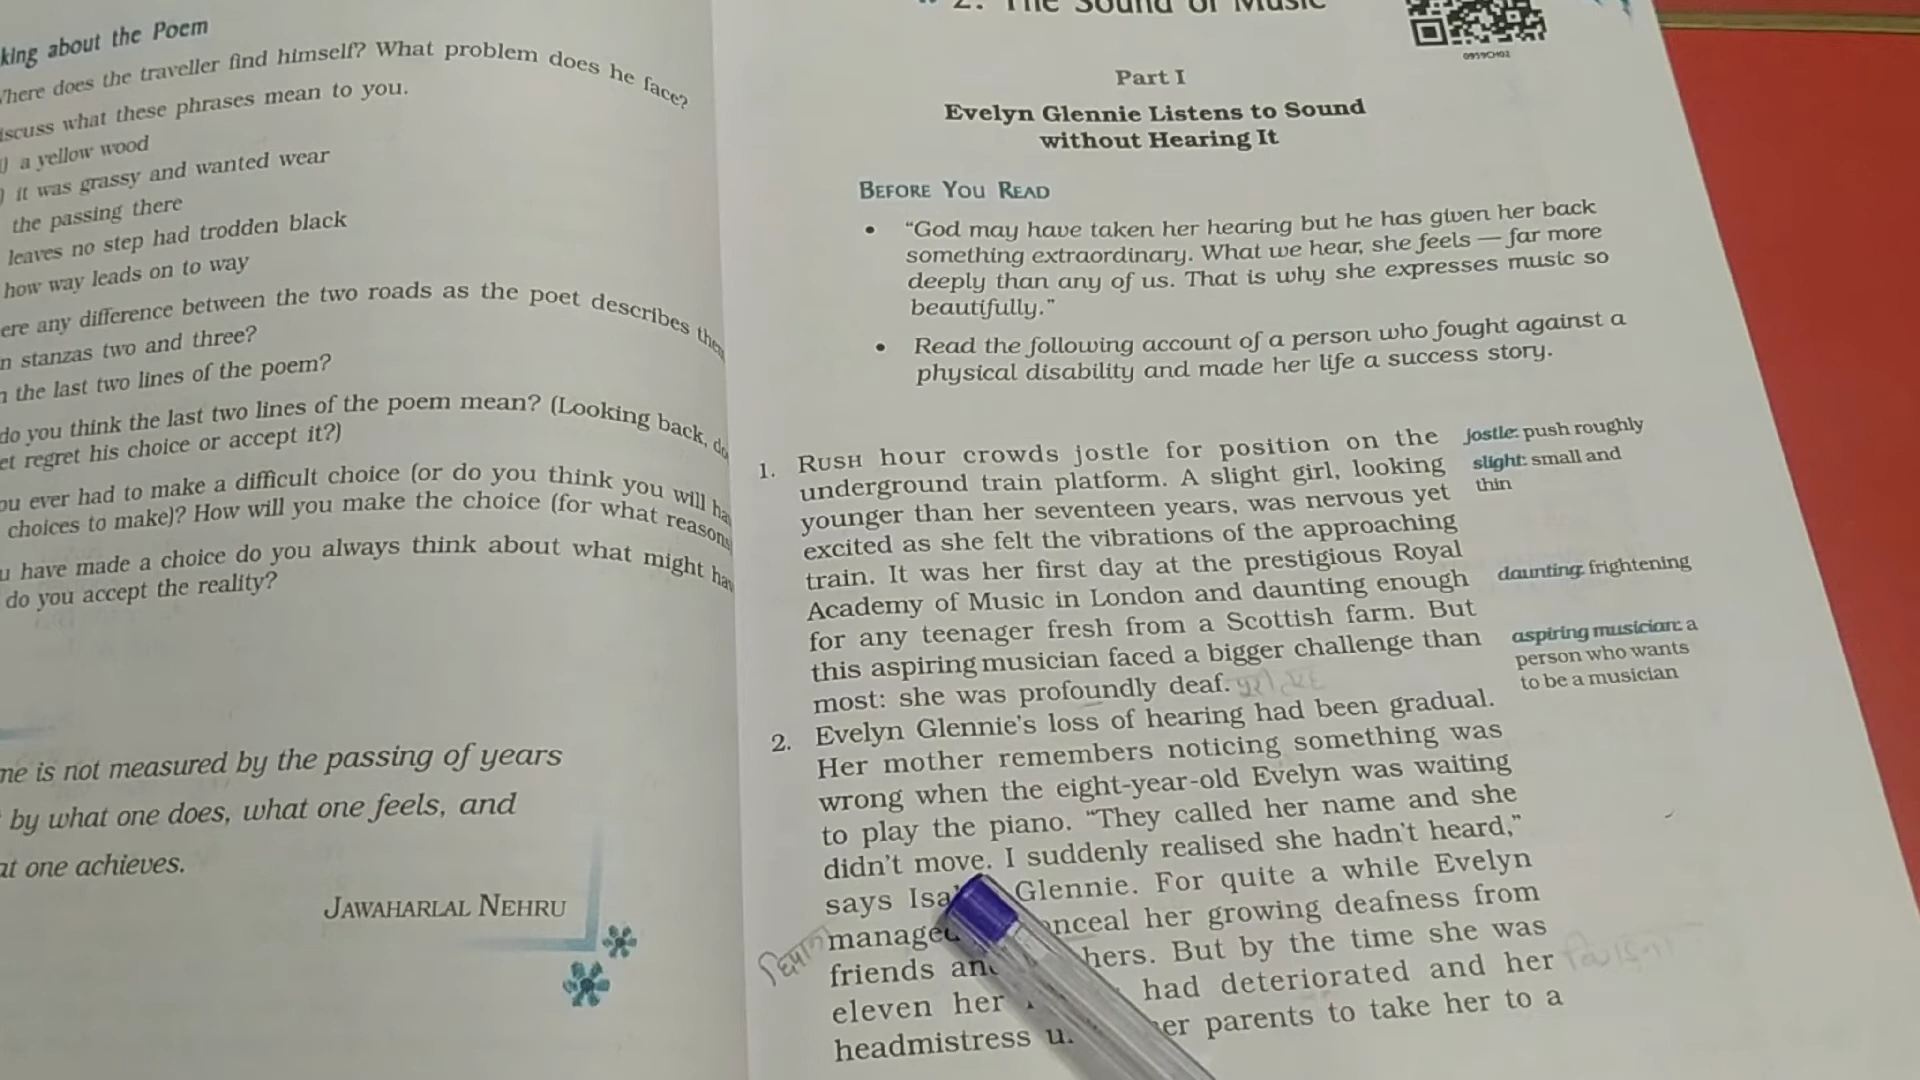 king about the Poem
here does the traveller find himself? What problem does he face?
iscuss what these phrases mean to you.
a yellow wood
it was grassy and wanted wear
the passing there
leaves no step had trodden black
how way leads on to way
ere any difference between the two roads as the poet describes them
n stanzas two and three?
the last two lines of the poem?
do you think the last two lines of the poem mean? (Looking back, do
et regret his choice or accept it?)
ou ever had to make a difficult choice (or do you think you will ha
choices to make)? How will you make the choice (for what reasons
u have made a choice do you always think about what might hav
do you accept the reality?
me is not measured by the passing of years
by what one does, what one feels, and
at one achieves.
JAWAHARLAL NEHRU
2. The Sound of Music
0959CH02
Part I
Evelyn Glennie Listens to Sound
without Hearing It
BEFORE YOU READ
• "God may have taken her hearing but he has given her back
something extraordinary. What we hear, she feels — far more
deeply than any of us. That is why she expresses music so
beautifully."
• Read the following account of a person who fought against a
physical disability and made her life a success story.
1. RUSH hour crowds jostle for position on the
underground train platform. A slight girl, looking
younger than her seventeen years, was nervous yet
excited as she felt the vibrations of the approaching
train. It was her first day at the prestigious Royal
Academy of Music in London and daunting enough
for any teenager fresh from a Scottish farm. But
this aspiring musician faced a bigger challenge than
most: she was profoundly deaf.
jostle: push roughly
slight: small and
thin
daunting: frightening
aspiring musician: a
person who wants
to be a musician
2. Evelyn Glennie's loss of hearing had been gradual.
Her mother remembers noticing something was
wrong when the eight-year-old Evelyn was waiting
to play the piano. "They called her name and she
didn't move. I suddenly realised she hadn't heard,"
says Isa Glennie. For quite a while Evelyn
managed nceal her growing deafness from
friends an hers. But by the time she was
eleven her had deteriorated and her
headmistress u er parents to take her to a